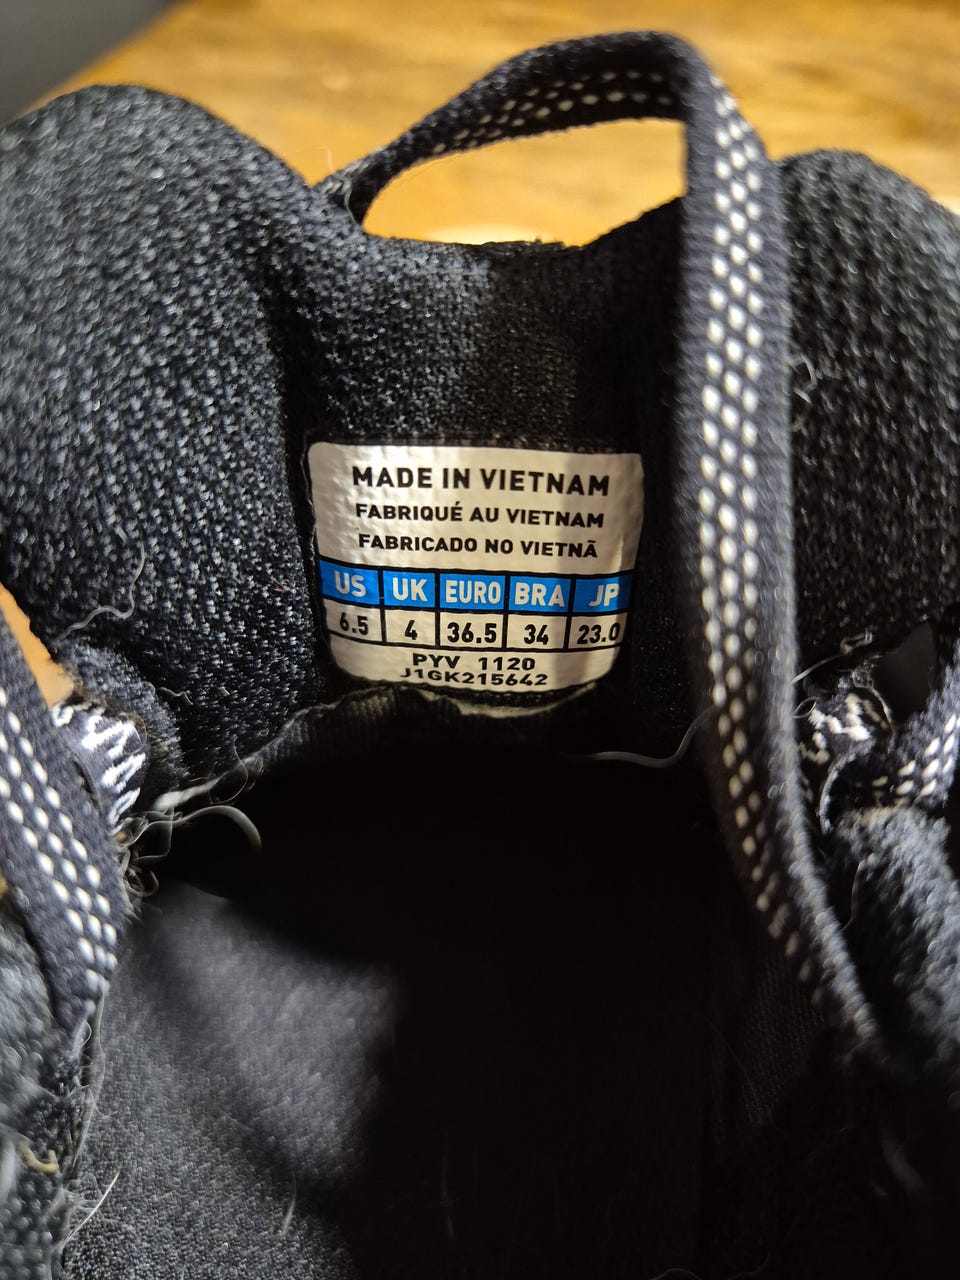 MADE IN VIETNAM
FABRIQUÉ AU VIETNAM
FABRICADO NO VIETNÃ
US UK EURO BRA JP
6.5 4 36.5 34 23.0
PYV 1120
J1GK215642